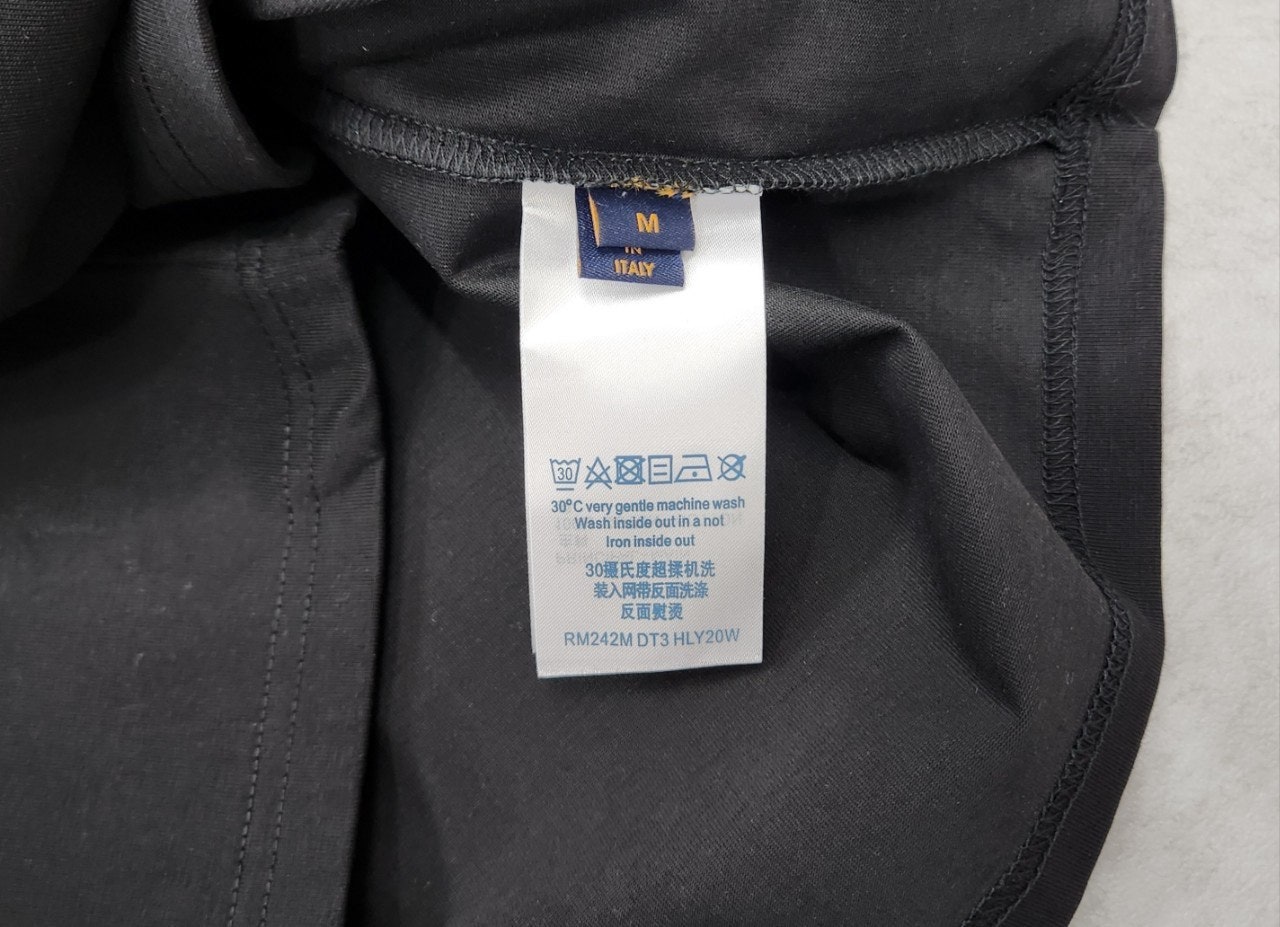 M
IN
ITALY
30
30°C very gentle machine wash
Wash inside out in a not
Iron inside out
30摄氏度超揉机洗
装入网带反面洗涤
反面熨烫
RM242M DT3 HLY20W